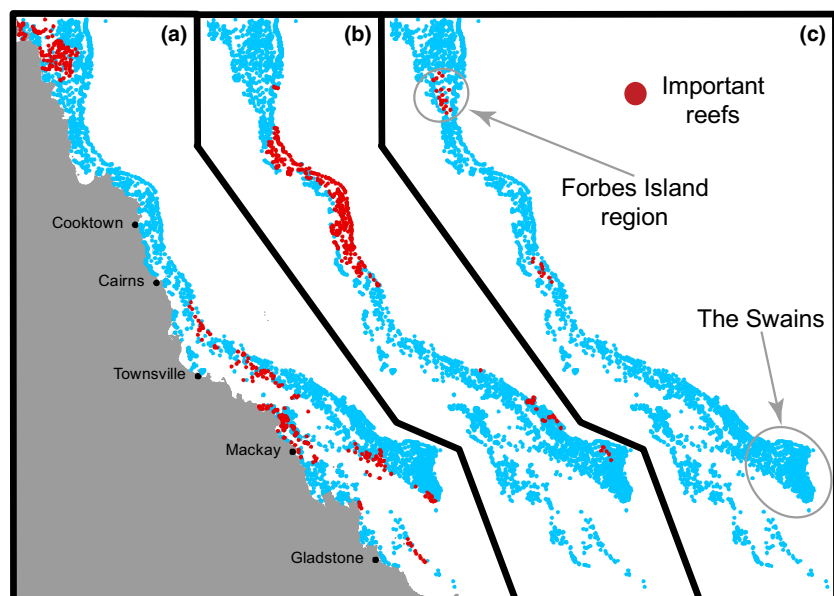 (a)
(b)
(c)
Important
reefs
Forbes Island
region
Cooktown
Cairns
The Swains
Townsville
Mackay
Gladstone